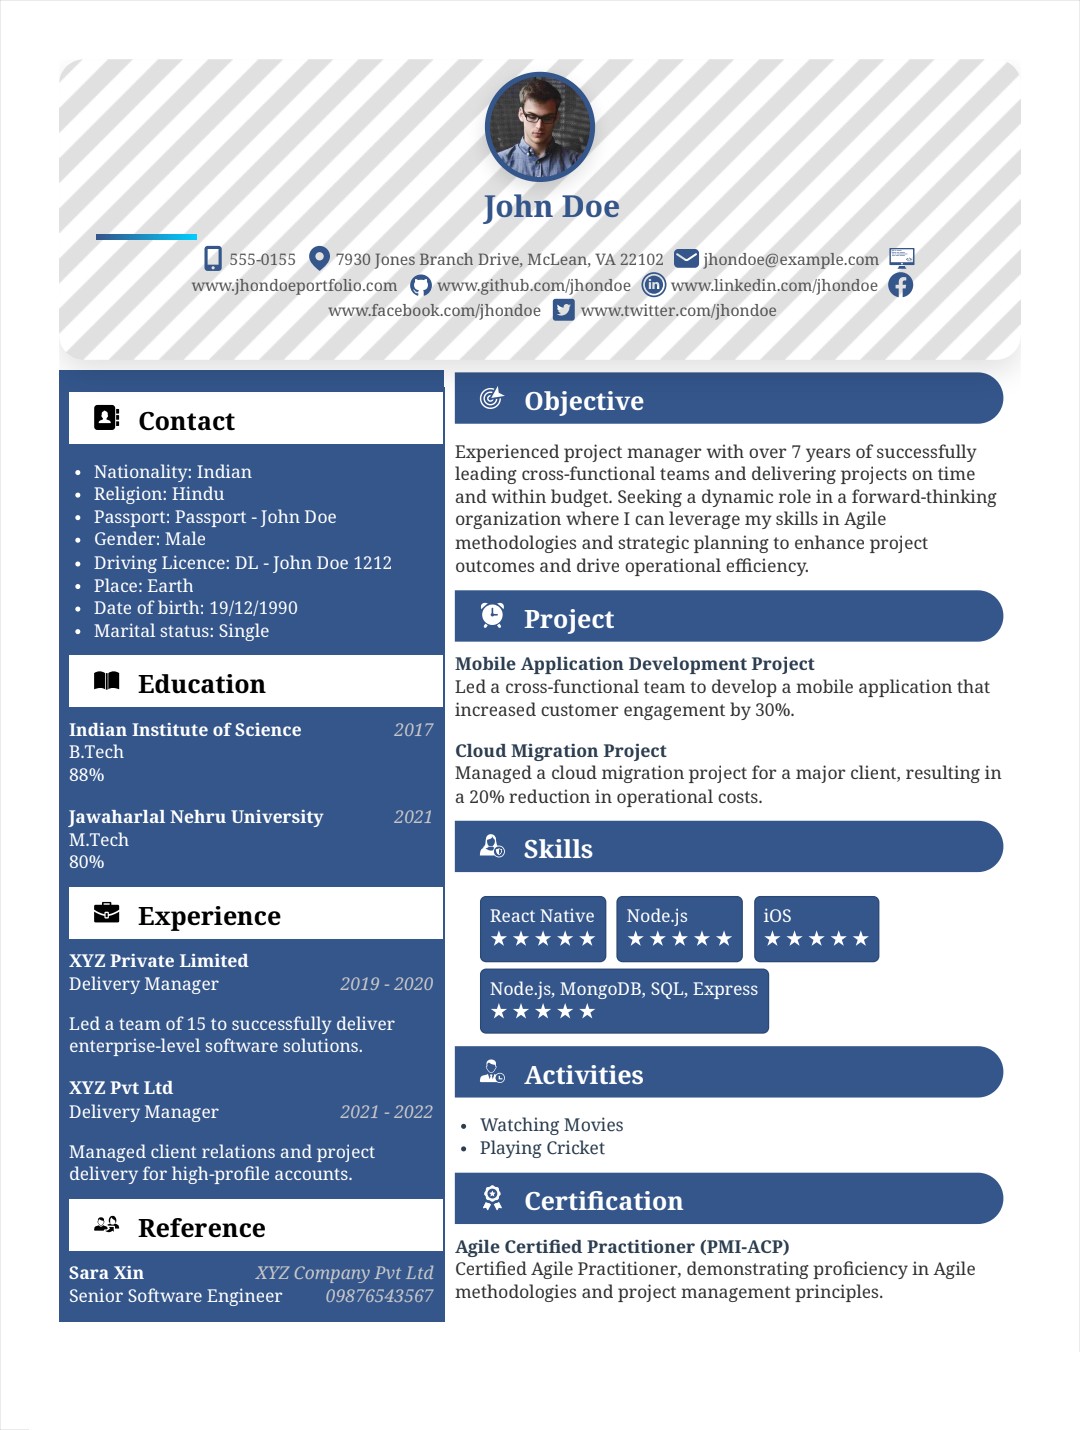 John Doe
555-0155 7930 Jones Branch Drive, McLean, VA 22102 jhondoe@example.com
www.jhondoeportfolio.com www.github.com/jhondoe www.linkedin.com/jhondoe
www.facebook.com/jhondoe www.twitter.com/jhondoe
Contact
• Nationality: Indian
• Religion: Hindu
• Passport: Passport - John Doe
• Gender: Male
• Driving Licence: DL - John Doe 1212
• Place: Earth
• Date of birth: 19/12/1990
• Marital status: Single
Education
Indian Institute of Science 2017
B.Tech
88%
Jawaharlal Nehru University 2021
M.Tech
80%
Experience
XYZ Private Limited
Delivery Manager 2019 - 2020
Led a team of 15 to successfully deliver
enterprise-level software solutions.
XYZ Pvt Ltd
Delivery Manager 2021 - 2022
Managed client relations and project
delivery for high-profile accounts.
Reference
Sara Xin XYZ Company Pvt Ltd
Senior Software Engineer 09876543567
Objective
Experienced project manager with over 7 years of successfully
leading cross-functional teams and delivering projects on time
and within budget. Seeking a dynamic role in a forward-thinking
organization where I can leverage my skills in Agile
methodologies and strategic planning to enhance project
outcomes and drive operational efficiency.
Project
Mobile Application Development Project
Led a cross-functional team to develop a mobile application that
increased customer engagement by 30%.
Cloud Migration Project
Managed a cloud migration project for a major client, resulting in
a 20% reduction in operational costs.
Skills
React Native Node.js iOS
★★★★★ ★★★★★ ★★★★★
Node.js, MongoDB, SQL, Express
★★★★★
Activities
• Watching Movies
• Playing Cricket
Certification
Agile Certified Practitioner (PMI-ACP)
Certified Agile Practitioner, demonstrating proficiency in Agile
methodologies and project management principles.